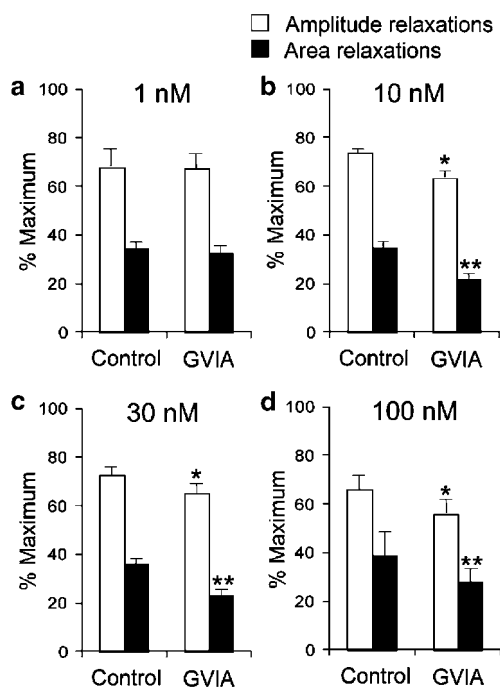 Amplitude relaxations
Area relaxations
a
1 nM
% Maximum
100
80
60
40
20
0
Control GVIA
b
10 nM
% Maximum
100
80
60
40
20
0
*
**
Control GVIA
c
30 nM
% Maximum
100
80
60
40
20
0
*
**
Control GVIA
d
100 nM
% Maximum
100
80
60
40
20
0
*
**
Control GVIA